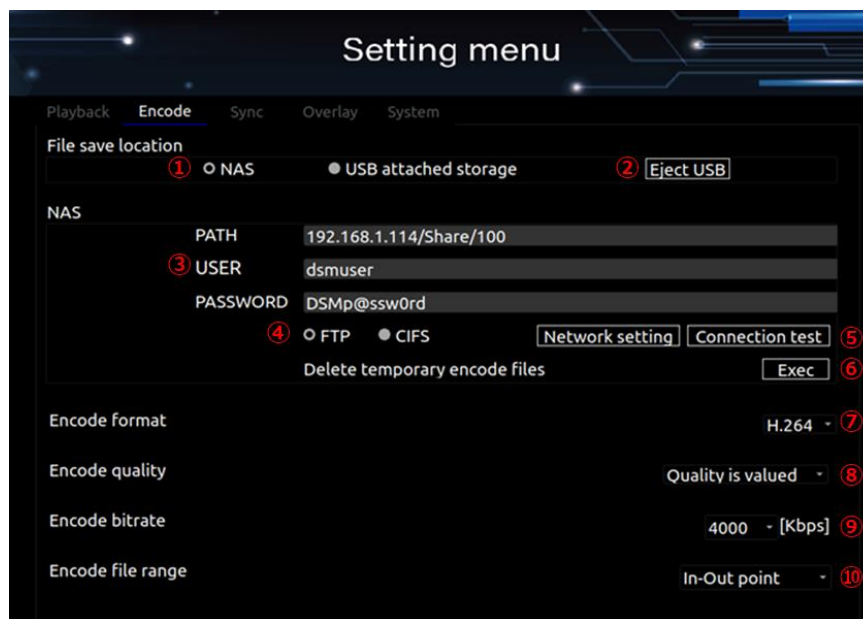 Setting menu
Playback Encode Sync Overlay System
File save location
① NAS USB attached storage ② Eject USB
NAS
PATH 192.168.1.114/Share/100
③ USER dsmuser
PASSWORD DSMp@ssw0rd
④ FTP CIFS Network setting Connection test ⑤
Delete temporary encode files Exec ⑥
Encode format H.264 ⑦
Encode quality Quality is valued ⑧
Encode bitrate 4000 [Kbps] ⑨
Encode file range In-Out point ⑩